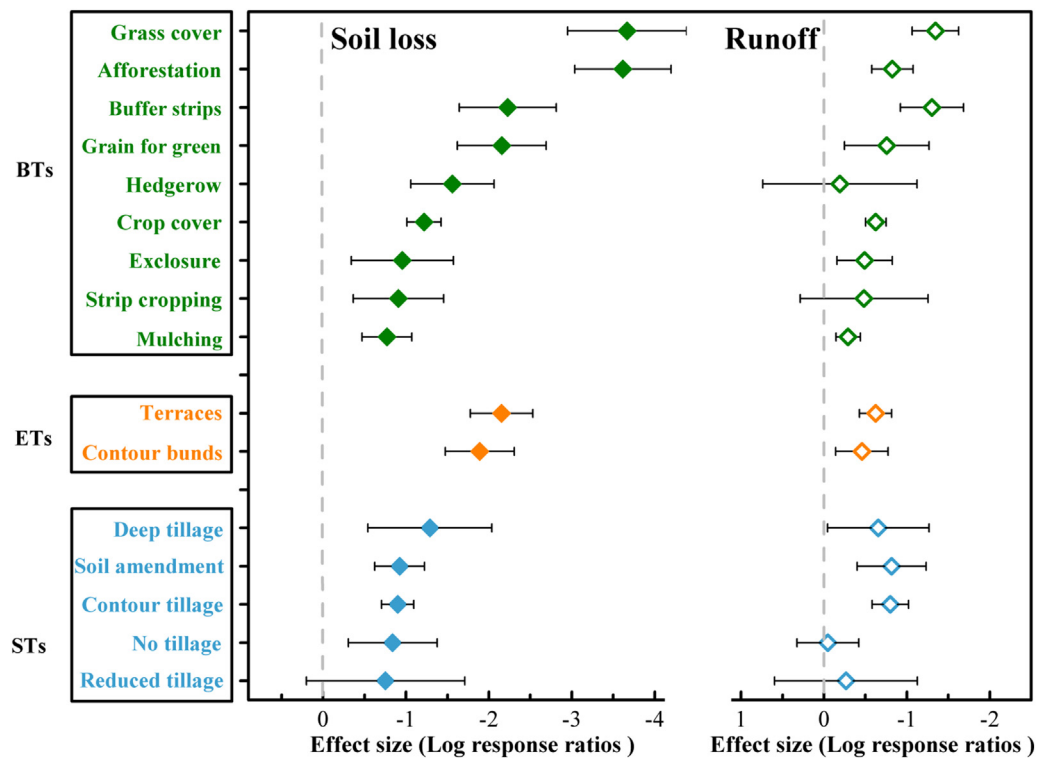 Soil loss
Runoff
BTs
Grass cover
Afforestation
Buffer strips
Grain for green
Hedgerow
Crop cover
Exclosure
Strip cropping
Mulching
ETs
Terraces
Contour bunds
STs
Deep tillage
Soil amendment
Contour tillage
No tillage
Reduced tillage
0 -1 -2 -3 -4
1 0 -1 -2
Effect size (Log response ratios )
Effect size (Log response ratios )